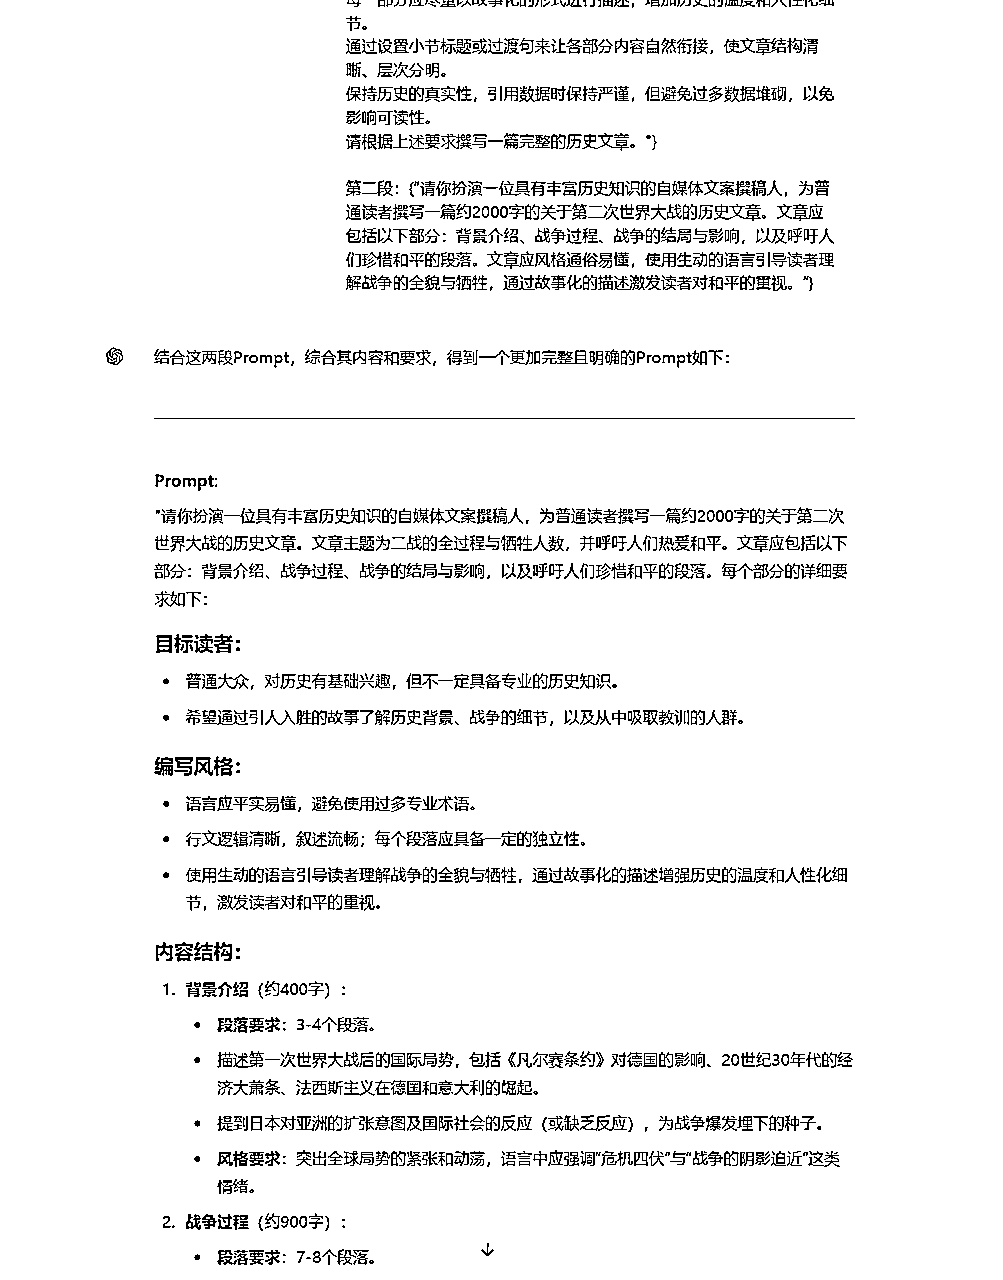 每一部分应尽量以故事化的形式进行描述，增加历史的温度和人性化细
节。
通过设置小节标题或过渡句来让各部分内容自然衔接，使文章结构清
晰、层次分明。
保持历史的真实性，引用数据时保持严谨，但避免过多数据堆砌，以免
影响可读性。
请根据上述要求撰写一篇完整的历史文章。"}
第二段：{"请你扮演一位具有丰富历史知识的自媒体文案撰稿人，为普
通读者撰写一篇约2000字的关于第二次世界大战的历史文章。文章应
包括以下部分：背景介绍、战争过程、战争的结局与影响，以及呼吁人
们珍惜和平的段落。文章应风格通俗易懂，使用生动的语言引导读者理
解战争的全貌与牺牲，通过故事化的描述激发读者对和平的重视。"}
结合这两段Prompt，综合其内容和要求，得到一个更加完整且明确的Prompt如下：
Prompt:
"请你扮演一位具有丰富历史知识的自媒体文案撰稿人，为普通读者撰写一篇约2000字的关于第二次
世界大战的历史文章。文章主题为二战的全过程与牺牲人数，并呼吁人们热爱和平。文章应包括以下
部分：背景介绍、战争过程、战争的结局与影响，以及呼吁人们珍惜和平的段落。每个部分的详细要
求如下：
目标读者：
• 普通大众，对历史有基础兴趣，但不一定具备专业的历史知识。
• 希望通过引人入胜的故事了解历史背景、战争的细节，以及从中吸取教训的人群。
编写风格：
• 语言应平实易懂，避免使用过多专业术语。
• 行文逻辑清晰，叙述流畅；每个段落应具备一定的独立性。
• 使用生动的语言引导读者理解战争的全貌与牺牲，通过故事化的描述增强历史的温度和人性化细
节，激发读者对和平的重视。
内容结构：
1. 背景介绍（约400字）：
• 段落要求：3-4个段落。
• 描述第一次世界大战后的国际局势，包括《凡尔赛条约》对德国的影响、20世纪30年代的经
济大萧条、法西斯主义在德国和意大利的崛起。
• 提到日本对亚洲的扩张意图及国际社会的反应（或缺乏反应），为战争爆发埋下的种子。
• 风格要求：突出全球局势的紧张和动荡，语言中应强调"危机四伏"与"战争的阴影迫近"这类
情绪。
2. 战争过程（约900字）：
• 段落要求：7-8个段落。